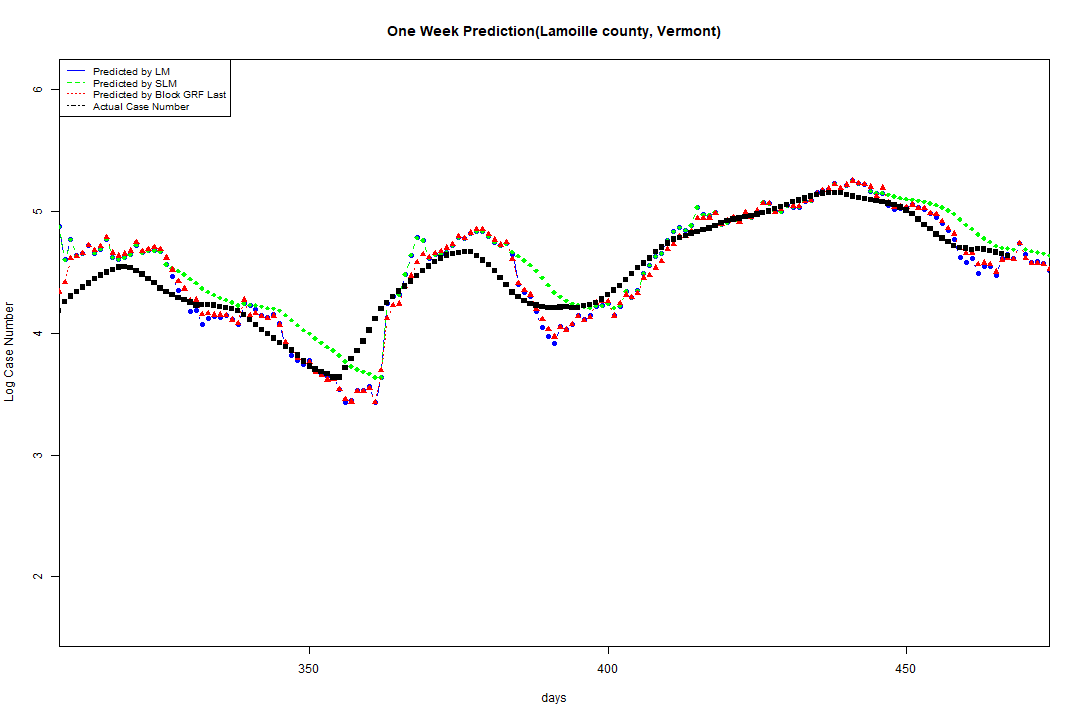 One Week Prediction(Lamoille county, Vermont)
Predicted by LM
Predicted by SLM
Predicted by Block GRF Last
Actual Case Number
6
5
4
3
2
Log Case Number
350
400
450
days